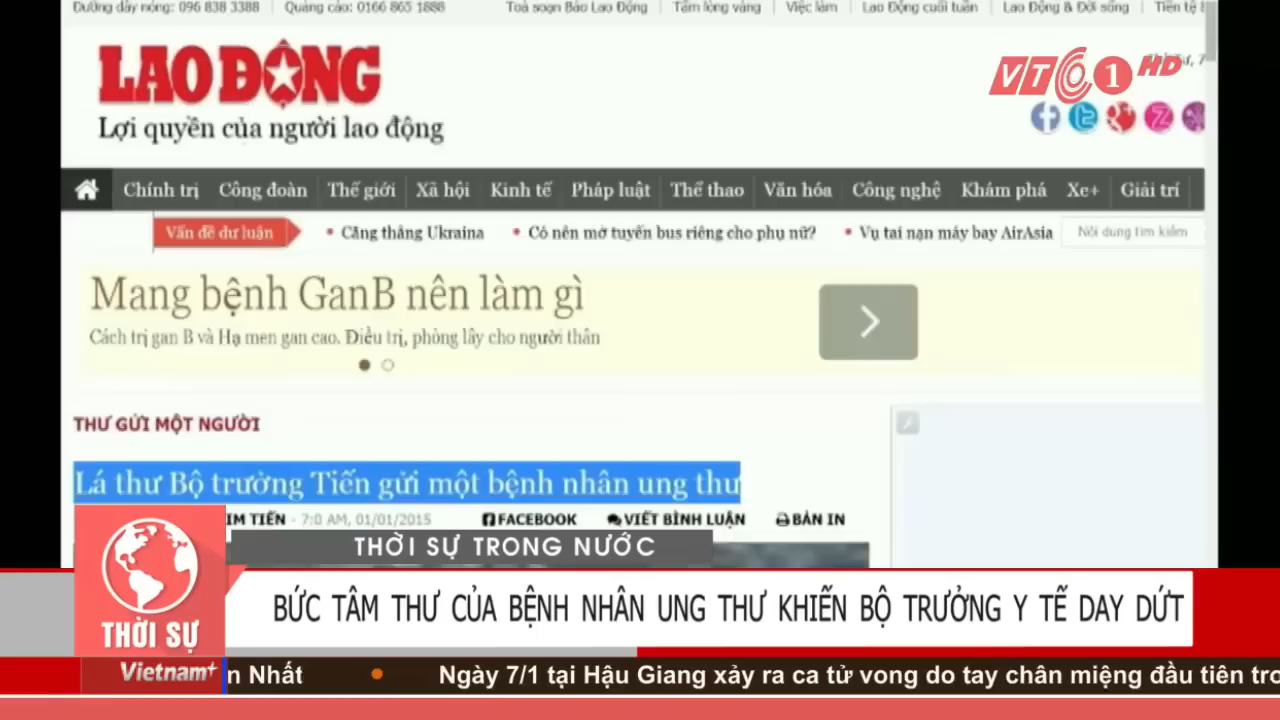 Đường dây nóng: 096 838 3388 | Quảng cáo: 0166 865 1888 Toà soạn Báo Lao Động | Tấm lòng vàng | Việc làm | Lao Động cuối tuần | Lao Động & Đời sống | Tiền tệ
LAO ĐỘNG
VTC1 HD
Lợi quyền của người lao động
Chính trị Công đoàn Thế giới Xã hội Kinh tế Pháp luật Thể thao Văn hóa Công nghệ Khám phá Xe+ Giải trí
Vấn đề dư luận • Căng thẳng Ukraina • Có nên mở tuyến bus riêng cho phụ nữ? • Vụ tai nạn máy bay AirAsia Nội dung tìm kiếm
Mang bệnh GanB nên làm gì
Cách trị gan B và Hạ men gan cao. Điều trị, phòng lây cho người thân
THƯ GỬI MỘT NGƯỜI
Lá thư Bộ trưởng Tiến gửi một bệnh nhân ung thư
IM TIẾN - 7:0 AM, 01/01/2015 FACEBOOK VIẾT BÌNH LUẬN BẢN IN
THỜI SỰ TRONG NƯỚC
BỨC TÂM THƯ CỦA BỆNH NHÂN UNG THƯ KHIẾN BỘ TRƯỞNG Y TẾ DAY DỨT
THỜI SỰ
Vietnam+
n Nhất • Ngày 7/1 tại Hậu Giang xảy ra ca tử vong do tay chân miệng đầu tiên tro